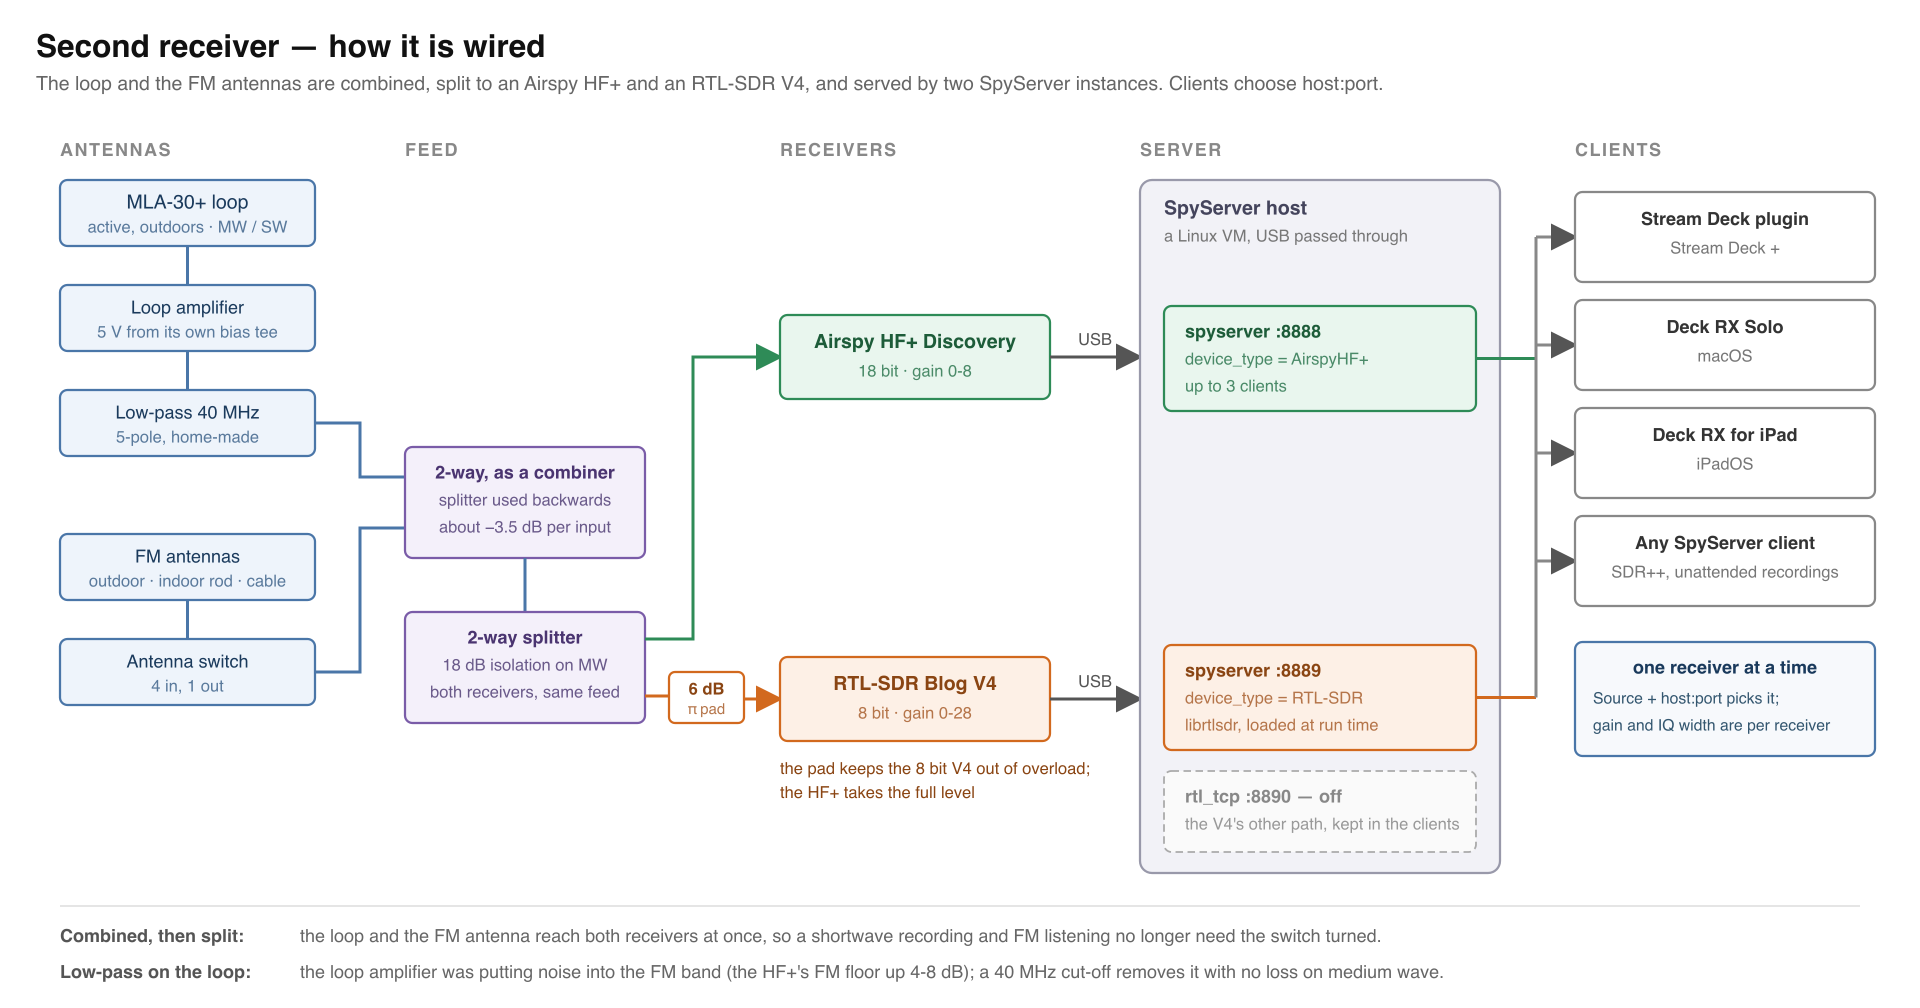 Second receiver — how it is wired
The loop and the FM antennas are combined, split to an Airspy HF+ and an RTL-SDR V4, and served by two SpyServer instances. Clients choose host:port.
ANTENNAS
MLA-30+ loop
active, outdoors · MW / SW
Loop amplifier
5 V from its own bias tee
Low-pass 40 MHz
5-pole, home-made
FM antennas
outdoor · indoor rod · cable
Antenna switch
4 in, 1 out
FEED
2-way, as a combiner
splitter used backwards
about −3.5 dB per input
2-way splitter
18 dB isolation on MW
both receivers, same feed
6 dB
π pad
RECEIVERS
Airspy HF+ Discovery
18 bit · gain 0-8
USB
RTL-SDR Blog V4
8 bit · gain 0-28
USB
the pad keeps the 8 bit V4 out of overload;
the HF+ takes the full level
SERVER
SpyServer host
a Linux VM, USB passed through
spyserver :8888
device_type = AirspyHF+
up to 3 clients
spyserver :8889
device_type = RTL-SDR
librtlsdr, loaded at run time
rtl_tcp :8890 — off
the V4's other path, kept in the clients
CLIENTS
Stream Deck plugin
Stream Deck +
Deck RX Solo
macOS
Deck RX for iPad
iPadOS
Any SpyServer client
SDR++, unattended recordings
one receiver at a time
Source + host:port picks it;
gain and IQ width are per receiver
Combined, then split: the loop and the FM antenna reach both receivers at once, so a shortwave recording and FM listening no longer need the switch turned.
Low-pass on the loop: the loop amplifier was putting noise into the FM band (the HF+'s FM floor up 4-8 dB); a 40 MHz cut-off removes it with no loss on medium wave.